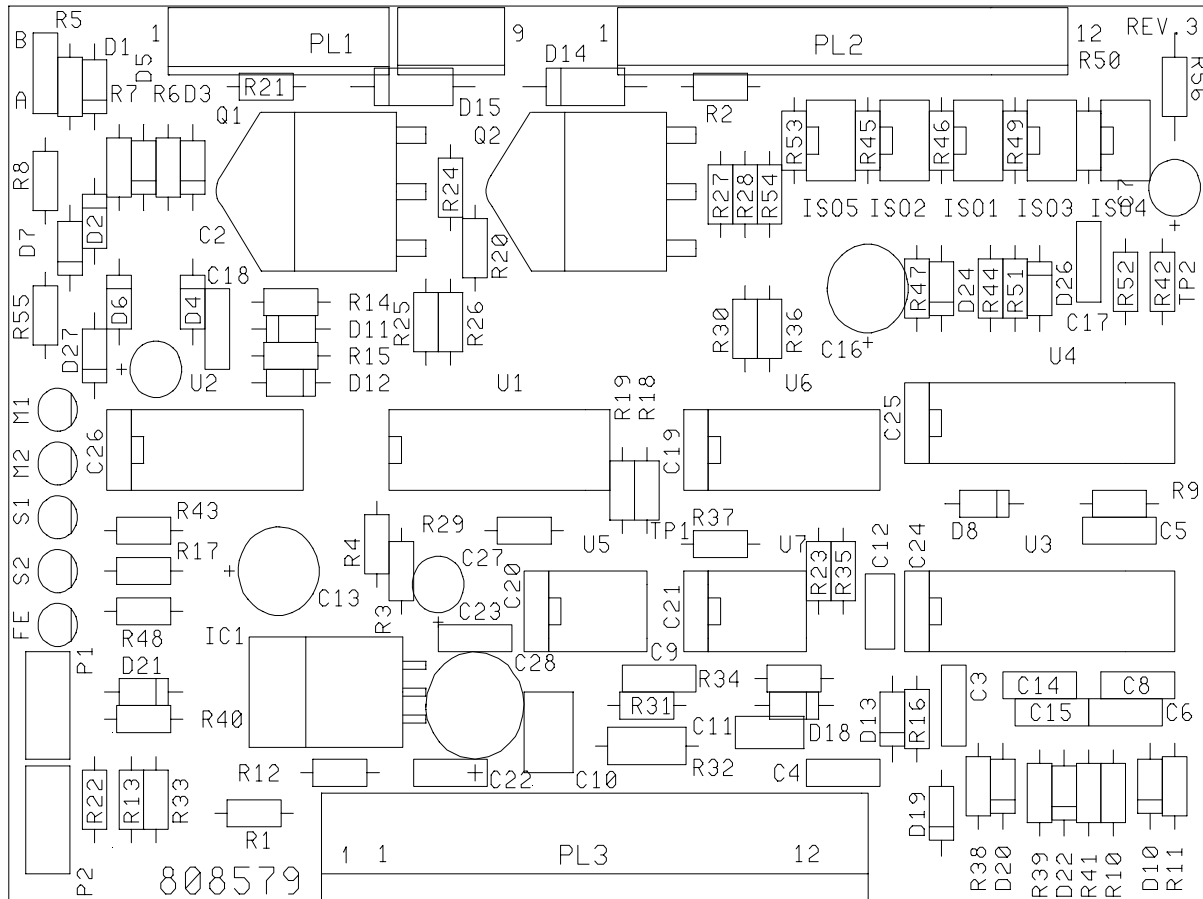 B R5 1 PL1 9 1 PL2 12 REV.3
D1 D5 D14 R50 R56
A R7 R6 D3 R21 D15 R2
Q1 Q2
R8 R24 R27 R28 R54 R53 R45 R46 R49
C7
D7 D2 C2 R20 ISO5 ISO2 ISO1 ISO3 ISO4
C18
R55 D6 D4 R14 R25 R26 R30 R36 R47 D24 R44 R51 D26 R52 R42 TP2
D27 + D11 C17
R15 C16 +
U2 D12 U1 U6 U4
M1 R19 R18
C26 C19 C25
M2
S1 R43 R29 TP1 R37 D8 R9
R17 R4 U5 U7 C12 C24 U3 C5
S2 + C13 C27 C20 R23 R35
R3 C21
FE R48 IC1 + C23
P1 D21 C28 C9 R34 C3 C14 C8
R40 R31 C11 D18 D13 R16 C15 C6
R12 + C22 C10 R32 C4
R22 R13 R33 R1 D19
P2 808579 1 1 PL3 12 R38 D20 R39 D22 R41 R10 D10 R11